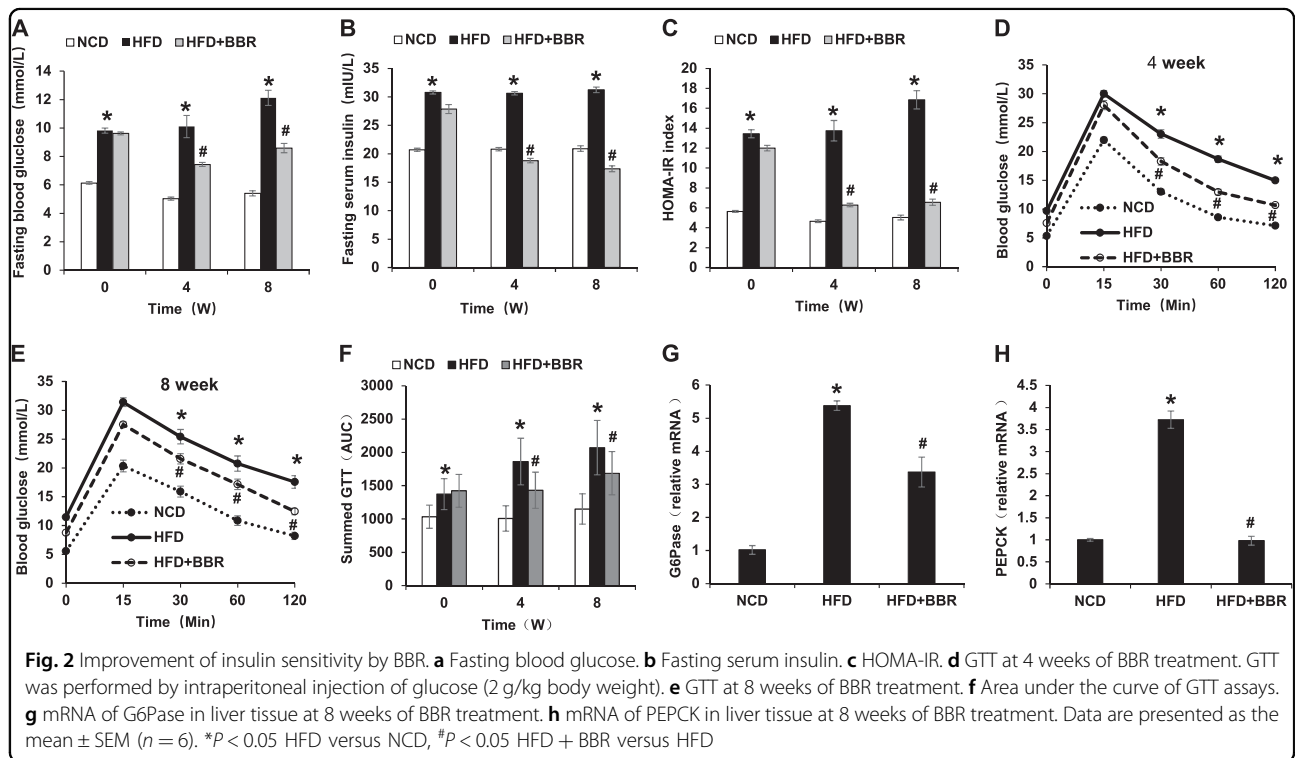 A
NCD HFD HFD+BBR
Fasting blood glucose (mmol/L)
14
12
10
8
6
4
2
0
* * *
# #
0 4 8
Time (W)
B
NCD HFD HFD+BBR
Fasting serum insulin (mIU/L)
35
30
25
20
15
10
5
0
* * *
# #
0 4 8
Time (W)
C
NCD HFD HFD+BBR
HOMA-IR index
20
18
16
14
12
10
8
6
4
2
0
* * *
# #
0 4 8
Time (W)
D
4 week
Blood glucose (mmol/L)
35
30
25
20
15
10
5
0
* * *
# # #
NCD
HFD
HFD+BBR
0 15 30 60 120
Time (Min)
E
8 week
Blood glucose (mmol/L)
35
30
25
20
15
10
5
0
* * *
# # #
NCD
HFD
HFD+BBR
0 15 30 60 120
Time (Min)
F
NCD HFD HFD+BBR
Summed GTT (AUC)
3000
2500
2000
1500
1000
500
0
* * *
# #
0 4 8
Time (W)
G
G6Pase (relative mRNA)
6
5
4
3
2
1
0
*
#
NCD HFD HFD+BBR
H
PEPCK (relative mRNA)
4.5
4
3.5
3
2.5
2
1.5
1
0.5
0
*
#
NCD HFD HFD+BBR
Fig. 2 Improvement of insulin sensitivity by BBR. a Fasting blood glucose. b Fasting serum insulin. c HOMA-IR. d GTT at 4 weeks of BBR treatment. GTT
was performed by intraperitoneal injection of glucose (2 g/kg body weight). e GTT at 8 weeks of BBR treatment. f Area under the curve of GTT assays.
g mRNA of G6Pase in liver tissue at 8 weeks of BBR treatment. h mRNA of PEPCK in liver tissue at 8 weeks of BBR treatment. Data are presented as the
mean ± SEM (n = 6). *P < 0.05 HFD versus NCD, #P < 0.05 HFD + BBR versus HFD